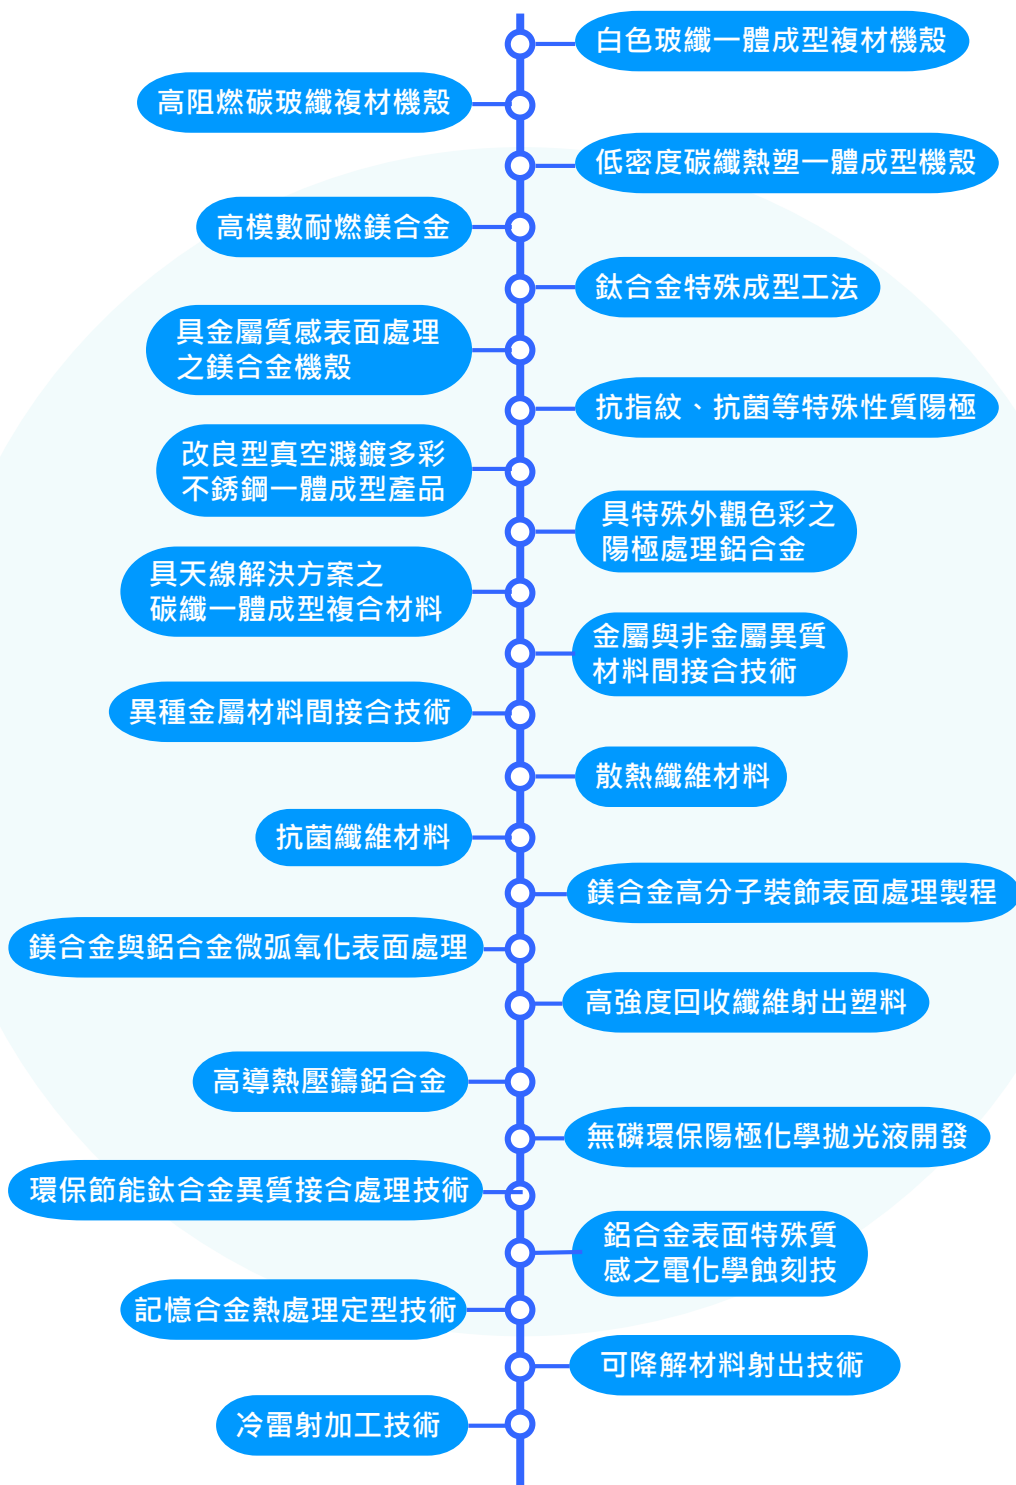 白色玻纖一體成型複材機殼
高阻燃碳玻纖複材機殼
低密度碳纖熱塑一體成型機殼
高模數耐燃鎂合金
鈦合金特殊成型工法
具金屬質感表面處理
之鎂合金機殼
抗指紋、抗菌等特殊性質陽極
改良型真空濺鍍多彩
不銹鋼一體成型產品
具特殊外觀色彩之
陽極處理鋁合金
具天線解決方案之
碳纖一體成型複合材料
金屬與非金屬異質
材料間接合技術
異種金屬材料間接合技術
散熱纖維材料
抗菌纖維材料
鎂合金高分子裝飾表面處理製程
鎂合金與鋁合金微弧氧化表面處理
高強度回收纖維射出塑料
高導熱壓鑄鋁合金
無磷環保陽極化學拋光液開發
環保節能鈦合金異質接合處理技術
鋁合金表面特殊質
感之電化學蝕刻技
記憶合金熱處理定型技術
可降解材料射出技術
冷雷射加工技術